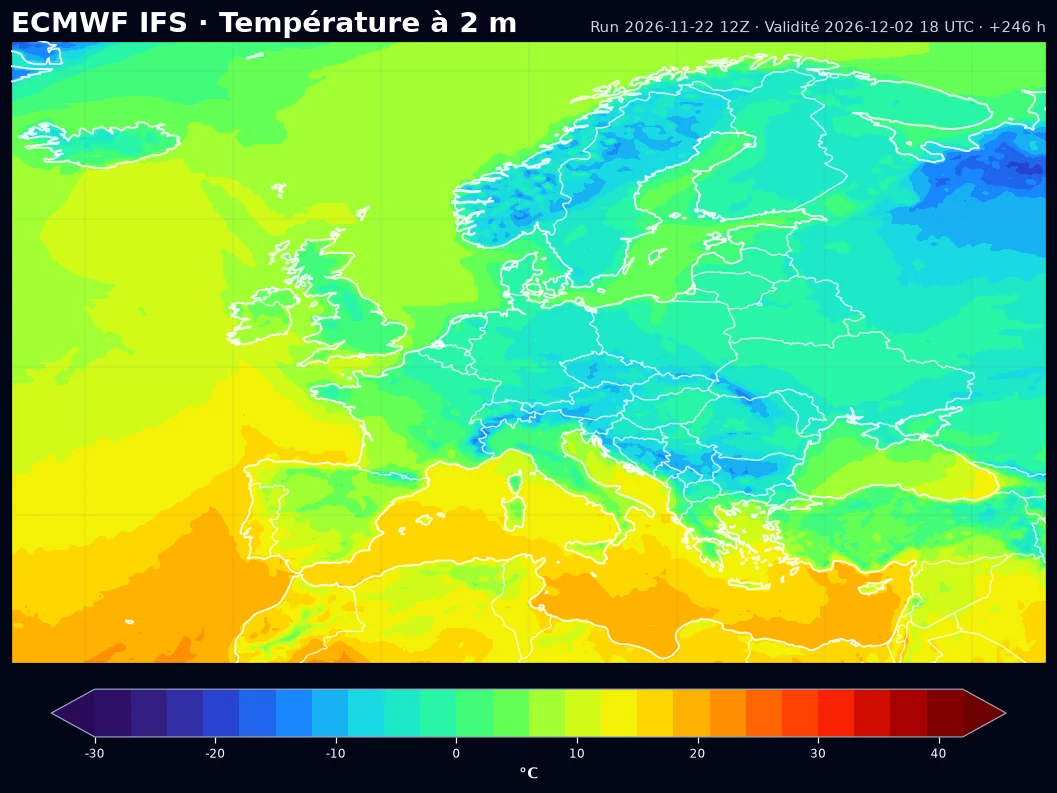 ECMWF IFS · Température à 2 m
Run 2026-11-22 12Z · Validité 2026-12-02 18 UTC · +246 h
-30 -20 -10 0 10 20 30 40
°C